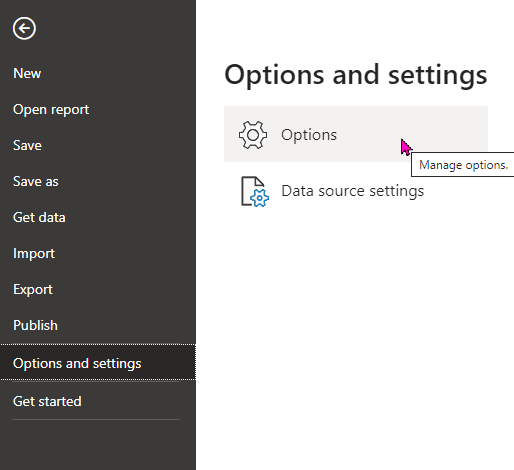 New
Open report
Save
Save as
Get data
Import
Export
Publish
Options and settings
Get started
Options and settings
Options
Manage options.
Data source settings